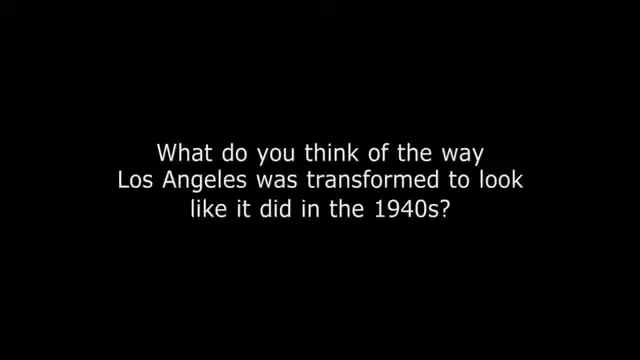 What do you think of the way
Los Angeles was transformed to look
like it did in the 1940s?